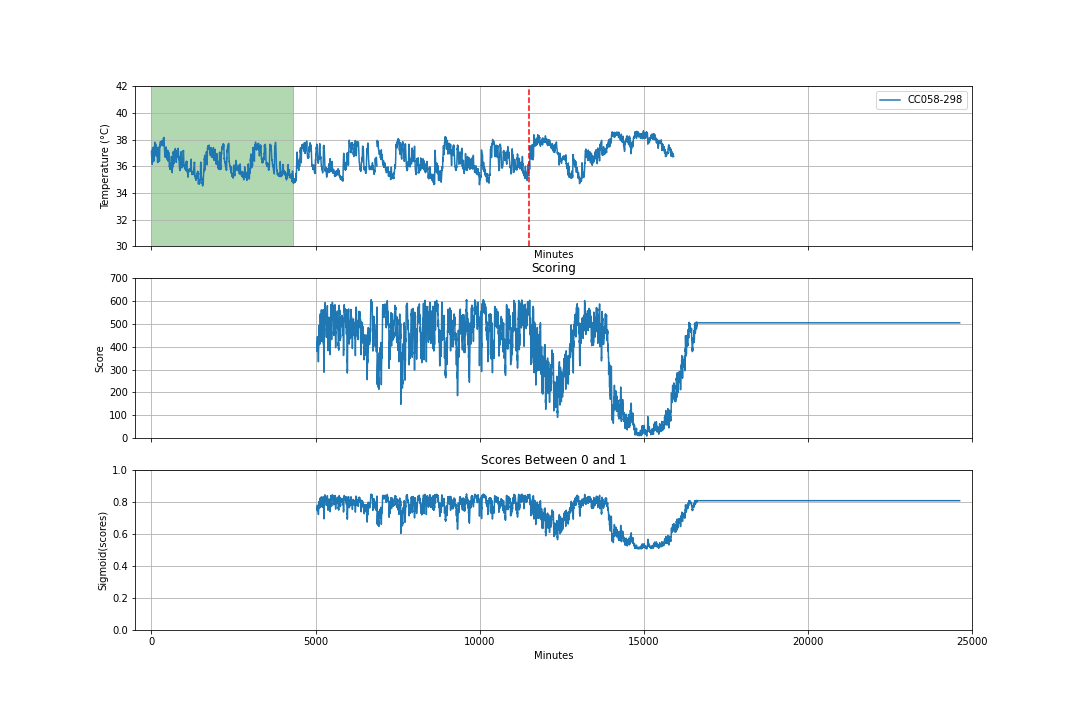 42
40
38
36
34
32
30
Temperature (°C)
CC058-298
Minutes
Scoring
700
600
500
400
300
200
100
0
Score
Scores Between 0 and 1
1.0
0.8
0.6
0.4
0.2
0.0
Sigmoid(scores)
0 5000 10000 15000 20000 25000
Minutes